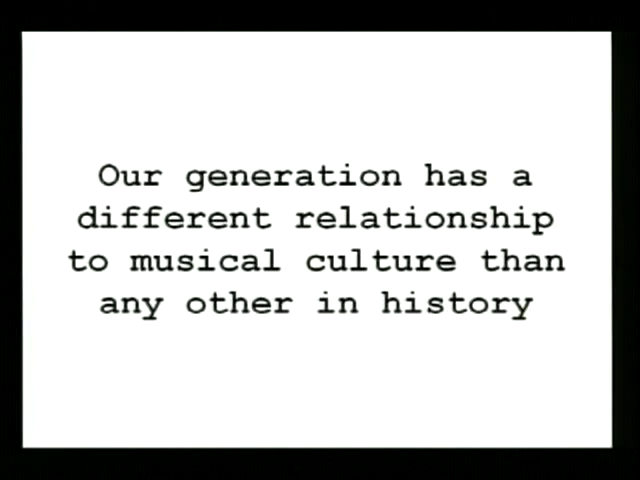 Our generation has a
different relationship
to musical culture than
any other in history